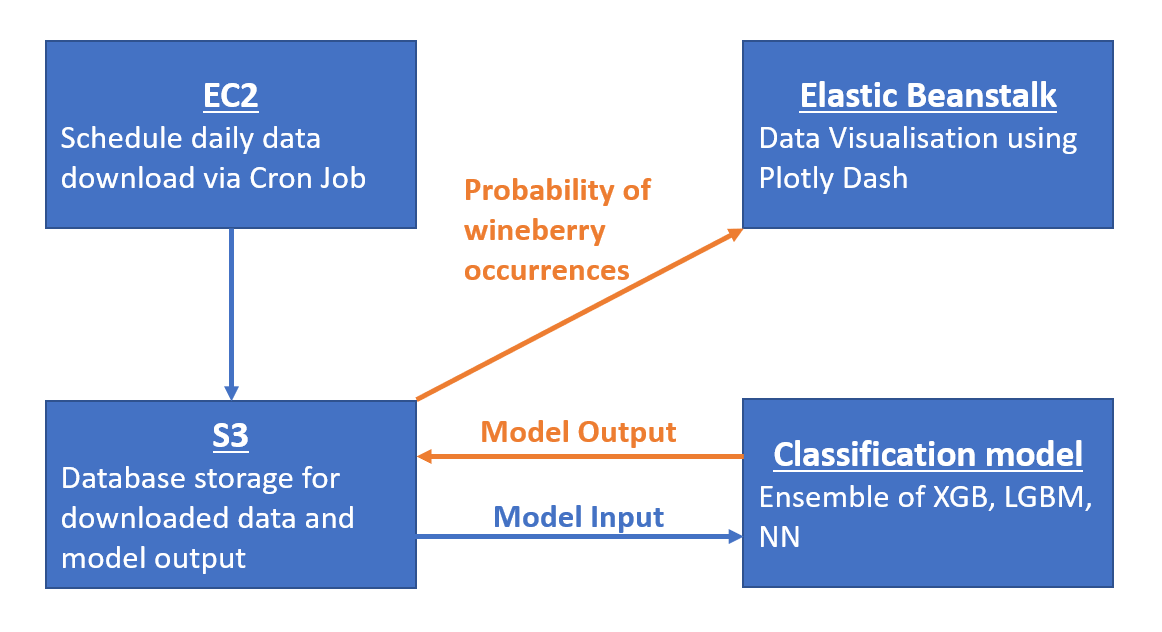 EC2
Schedule daily data
download via Cron Job
Elastic Beanstalk
Data Visualisation using
Plotly Dash
Probability of
wineberry
occurrences
S3
Database storage for
downloaded data and
model output
Model Output
Model Input
Classification model
Ensemble of XGB, LGBM,
NN